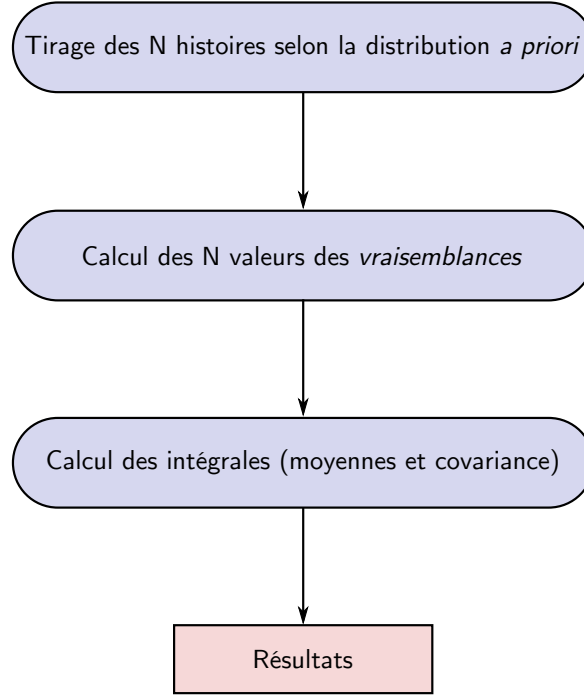 Tirage des N histoires selon la distribution a priori
Calcul des N valeurs des vraisemblances
Calcul des intégrales (moyennes et covariance)
Résultats